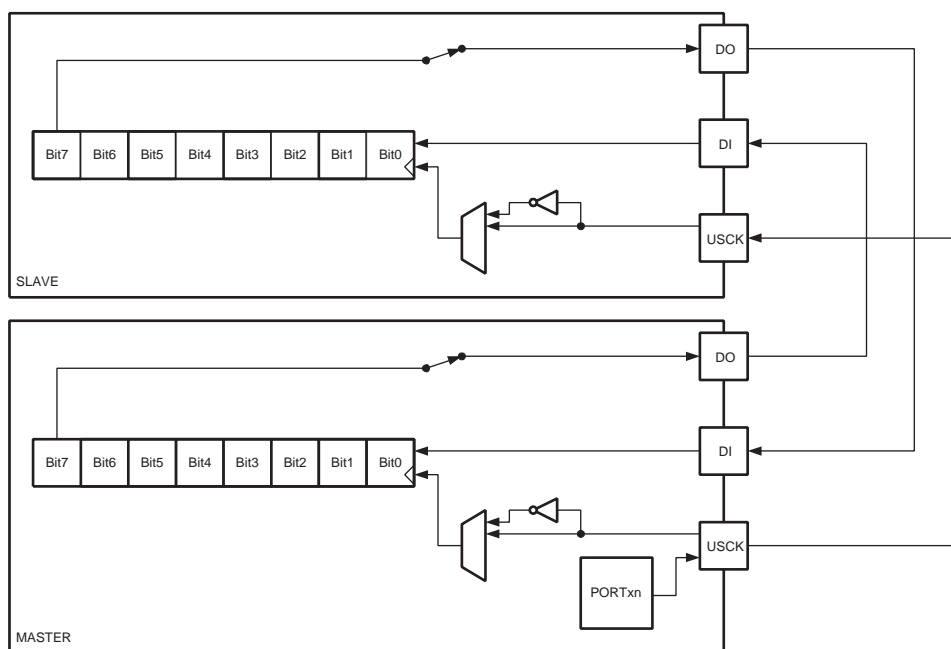 DO
Bit7 Bit6 Bit5 Bit4 Bit3 Bit2 Bit1 Bit0
DI
USCK
SLAVE
DO
Bit7 Bit6 Bit5 Bit4 Bit3 Bit2 Bit1 Bit0
DI
USCK
PORTxn
MASTER